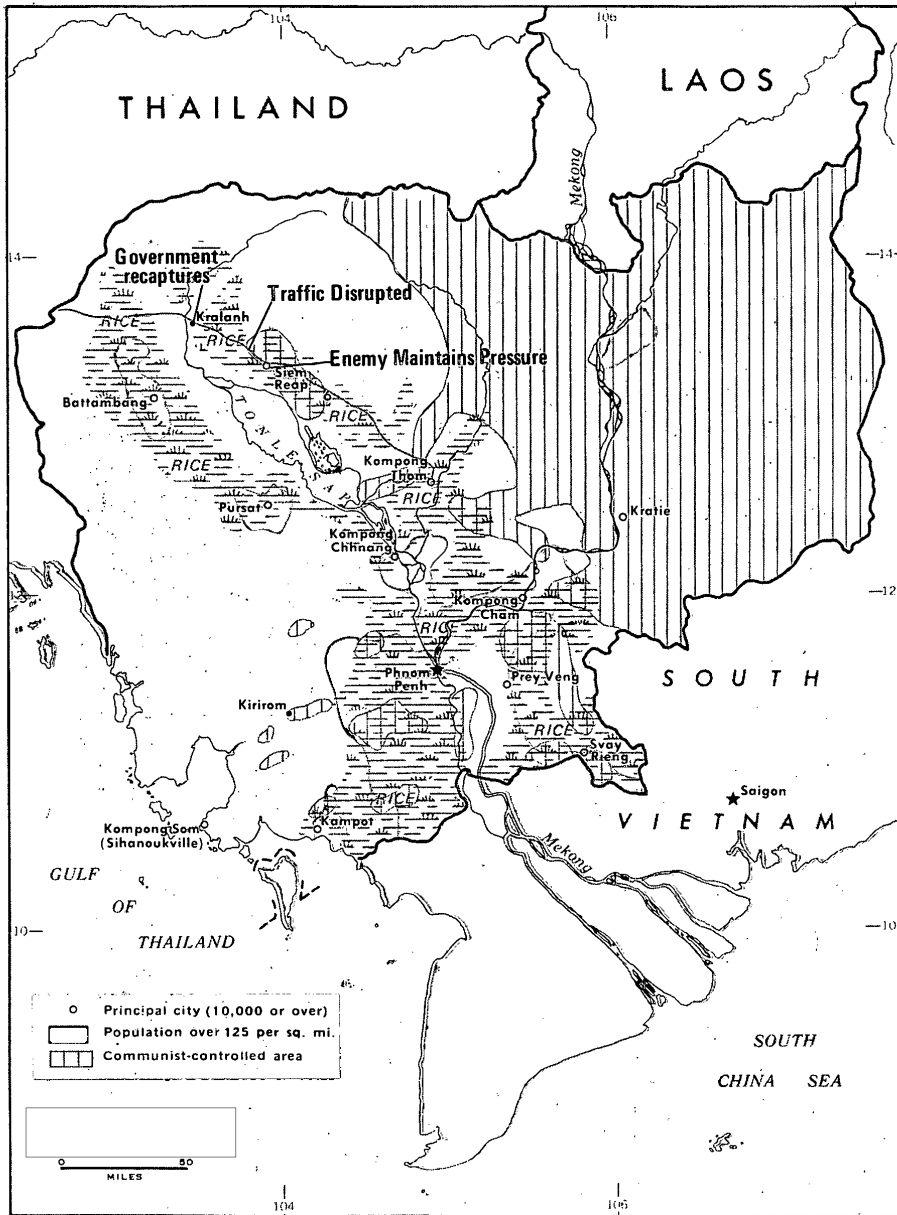 104
106
THAILAND
LAOS
Mekong
14
14
Government
recaptures
Traffic Disrupted
Kralanh
RICE
RICE
Enemy Maintains Pressure
Siem
Reap
Battambang
RICE
TONLE SAP
RICE
Kompong
Thom
RICE
Pursat
Kratie
Kompong
Chhnang
12
Kompong
Cham
RICE
SOUTH
Phnom
Penh
Prey Veng
Kirirom
RICE
Svay
Rieng
Saigon
RICE
VIETNAM
Kompong Som
(Sihanoukville)
Kampot
Mekong
GULF
OF
THAILAND
10
10
Principal city (10,000 or over)
Population over 125 per sq. mi.
Communist-controlled area
SOUTH
CHINA SEA
0 50
MILES
104
106